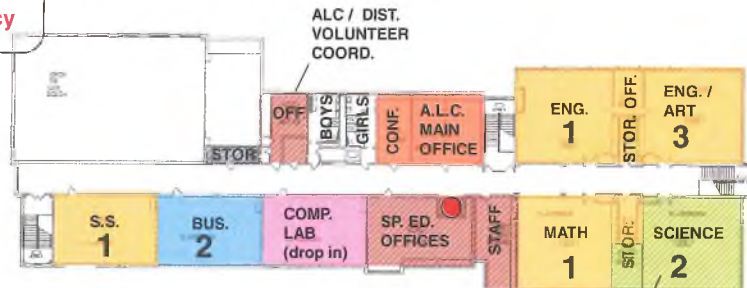 cy
ALC / DIST.
VOLUNTEER
COORD.
STOR.
OFF.
BOYS
GIRLS
CONF.
A.L.C.
MAIN
OFFICE
ENG.
1
STOR. OFF.
ENG. /
ART
3
S.S.
1
BUS.
2
COMP.
LAB
(drop in)
SP. ED.
OFFICES
STAFF
MATH
1
STOR.
SCIENCE
2